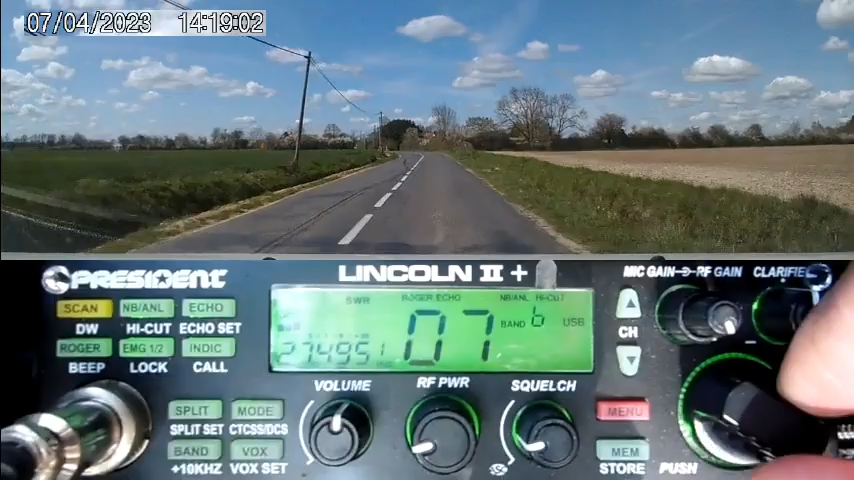 07/04/2023 14:19:02
PRESIDENT LINCOLN II + MIC GAIN RF GAIN CLARIFIE
SCAN NB/ANL ECHO
DW HI-CUT ECHO SET
ROGER EMG 1/2 INDIC
BEEP LOCK CALL
SPLIT MODE
SPLIT SET CTCSS/DCS
BAND VOX
+10KHZ VOX SET
SWR ROGER ECHO NB/ANL HI-CUT
07 BAND b USB
274951
CH
VOLUME RF PWR SQUELCH
MENU
MEM
STORE PUSH